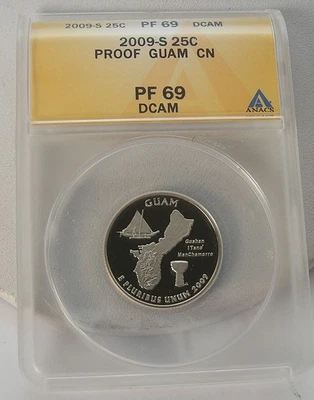 2009-S 25C PF 69 DCAM
2009-S 25C
PROOF GUAM CN
PF 69
DCAM
ANACS
GUAM
Guahan
ITano'
ManChamorro
E PLURIBUS UNUM 2009